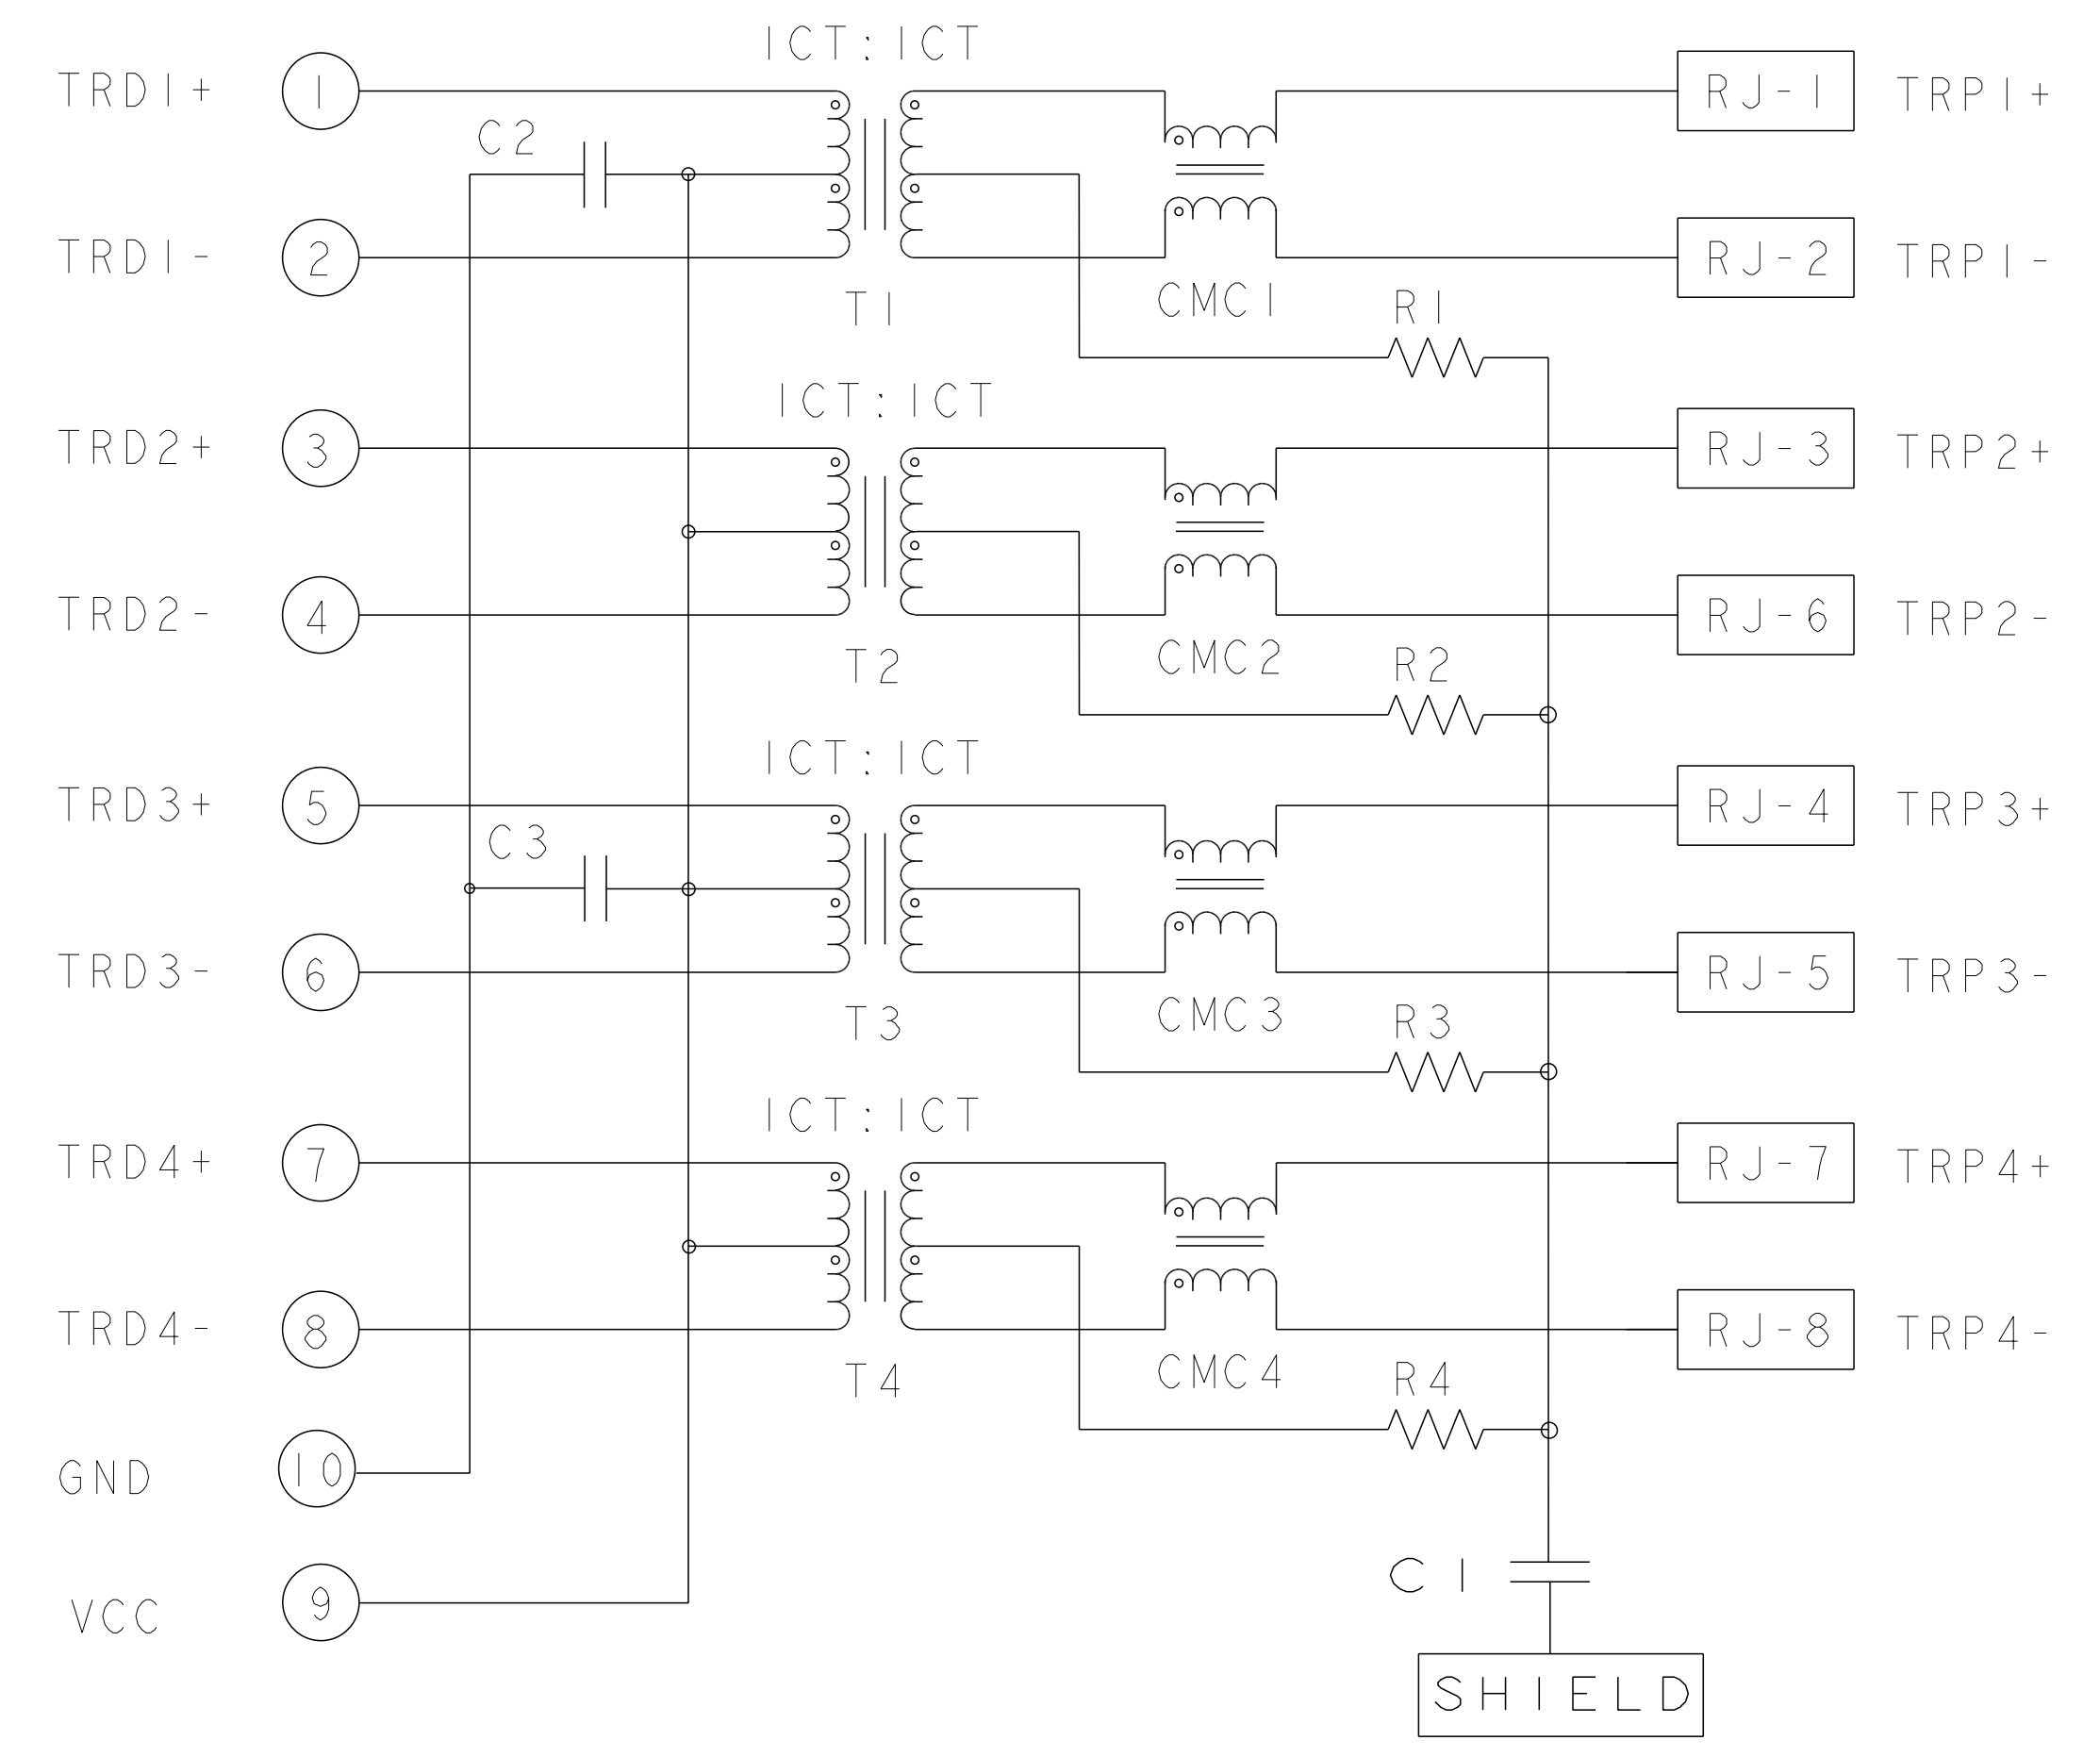 1CT:1CT
TRD1+ 1 RJ-1 TRP1+
C2
TRD1- 2 RJ-2 TRP1-
T1 CMC1 R1
1CT:1CT
TRD2+ 3 RJ-3 TRP2+
TRD2- 4 RJ-6 TRP2-
T2 CMC2 R2
1CT:1CT
TRD3+ 5 RJ-4 TRP3+
C3
TRD3- 6 RJ-5 TRP3-
T3 CMC3 R3
1CT:1CT
TRD4+ 7 RJ-7 TRP4+
TRD4- 8 RJ-8 TRP4-
T4 CMC4 R4
GND 10
VCC 9
C1
SHIELD